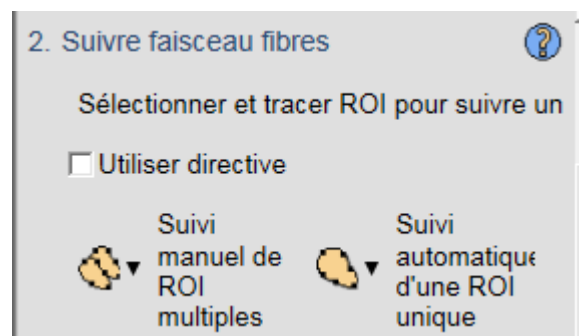 2. Suivre faisceau fibres
Sélectionner et tracer ROI pour suivre un
Utiliser directive
Suivi manuel de ROI multiples
Suivi automatique d'une ROI unique